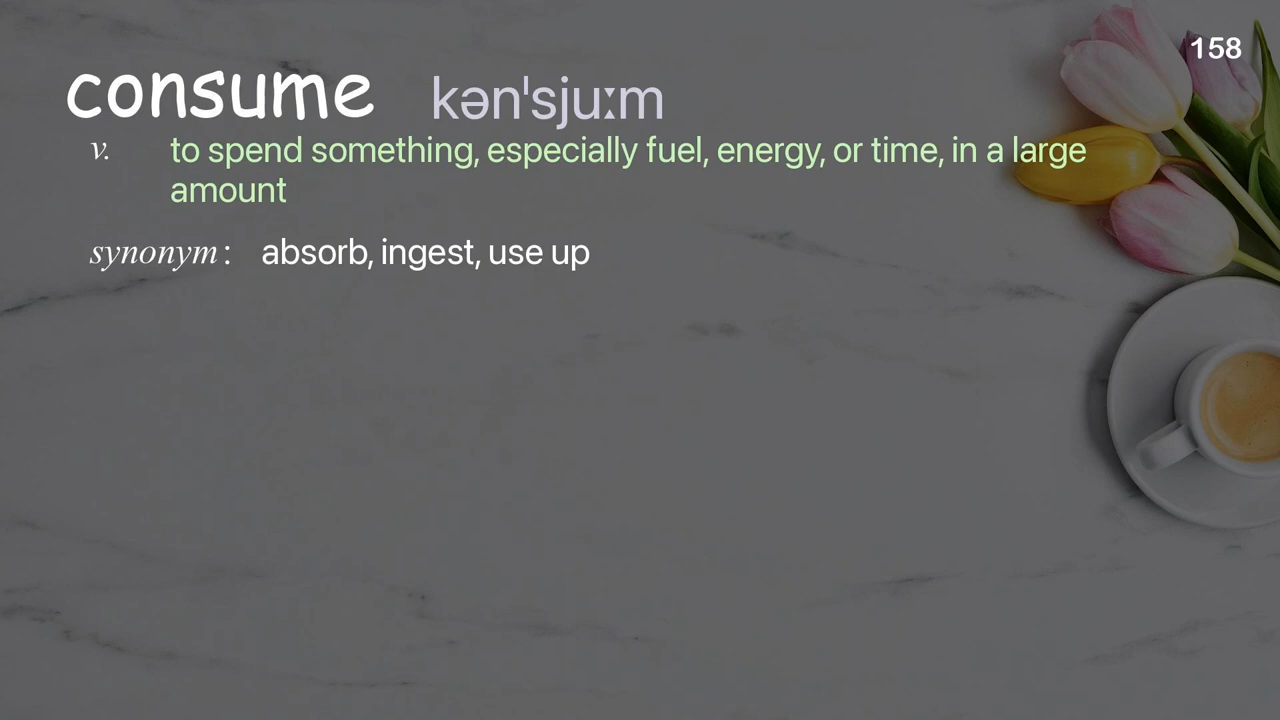 158
consume kən'sju:m
v. to spend something, especially fuel, energy, or time, in a large
amount
synonym: absorb, ingest, use up